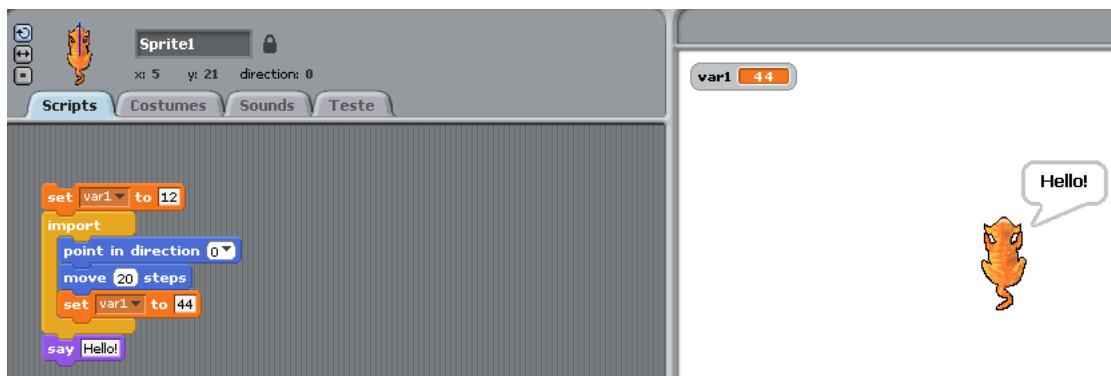 Sprite1
x: 5 y: 21 direction: 0
Scripts Costumes Sounds Teste
set var1 to 12
import
point in direction 0
move 20 steps
set var1 to 44
say Hello!
var1 44
Hello!